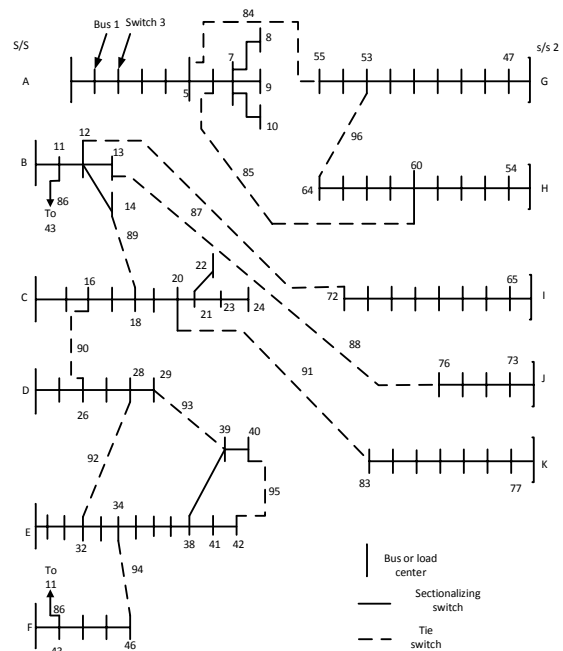 84
Bus 1
Switch 3
8
S/S
7
55
53
47
s/s 2
A
9
G
5
10
96
12
B
11
13
60
54
85
64
H
86
To
43
14
87
89
22
65
16
20
72
I
C
23
24
18
21
88
76
73
90
91
28
29
J
D
26
93
39
40
92
K
83
77
95
34
E
32
38
41
42
Bus or load
center
To
11
94
Sectionalizing
switch
86
F
Tie
switch
43
46